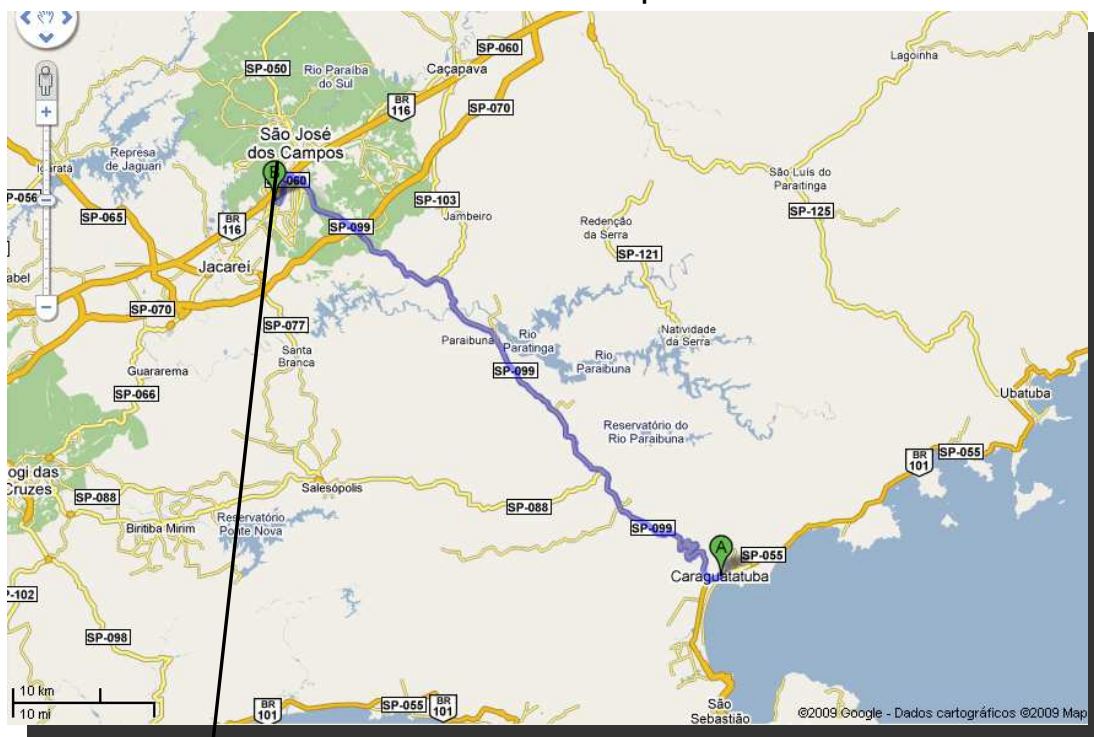 SP-060
SP-050
Rio Paraíba
do Sul
Caçapava
Lagoinha
BR
116
SP-070
São José
dos Campos
Represa
de Jaguari
São Luís do
Paraitinga
B
-060
SP-103
SP-065
Jambeiro
SP-125
Redenção
da Serra
BR
116
SP-099
SP-121
abel
Jacareí
SP-070
SP-077
Natividade
da Serra
Rio
Paratinga
Paraibuna
Santa
Branca
Rio
Paraibuna
Guararema
SP-099
SP-066
Ubatuba
Reservatório do
Rio Paraibuna
BR
101
SP-055
ogi das
Cruzes
SP-088
Salesópolis
SP-088
Biritiba Mirim
Reservatório
Ponte Nova
SP-099
A
SP-055
Caraguatatuba
P-102
SP-098
10 km
10 mi
BR
101
SP-055
BR
101
São
Sebastião
©2009 Google - Dados cartográficos ©2009 Map